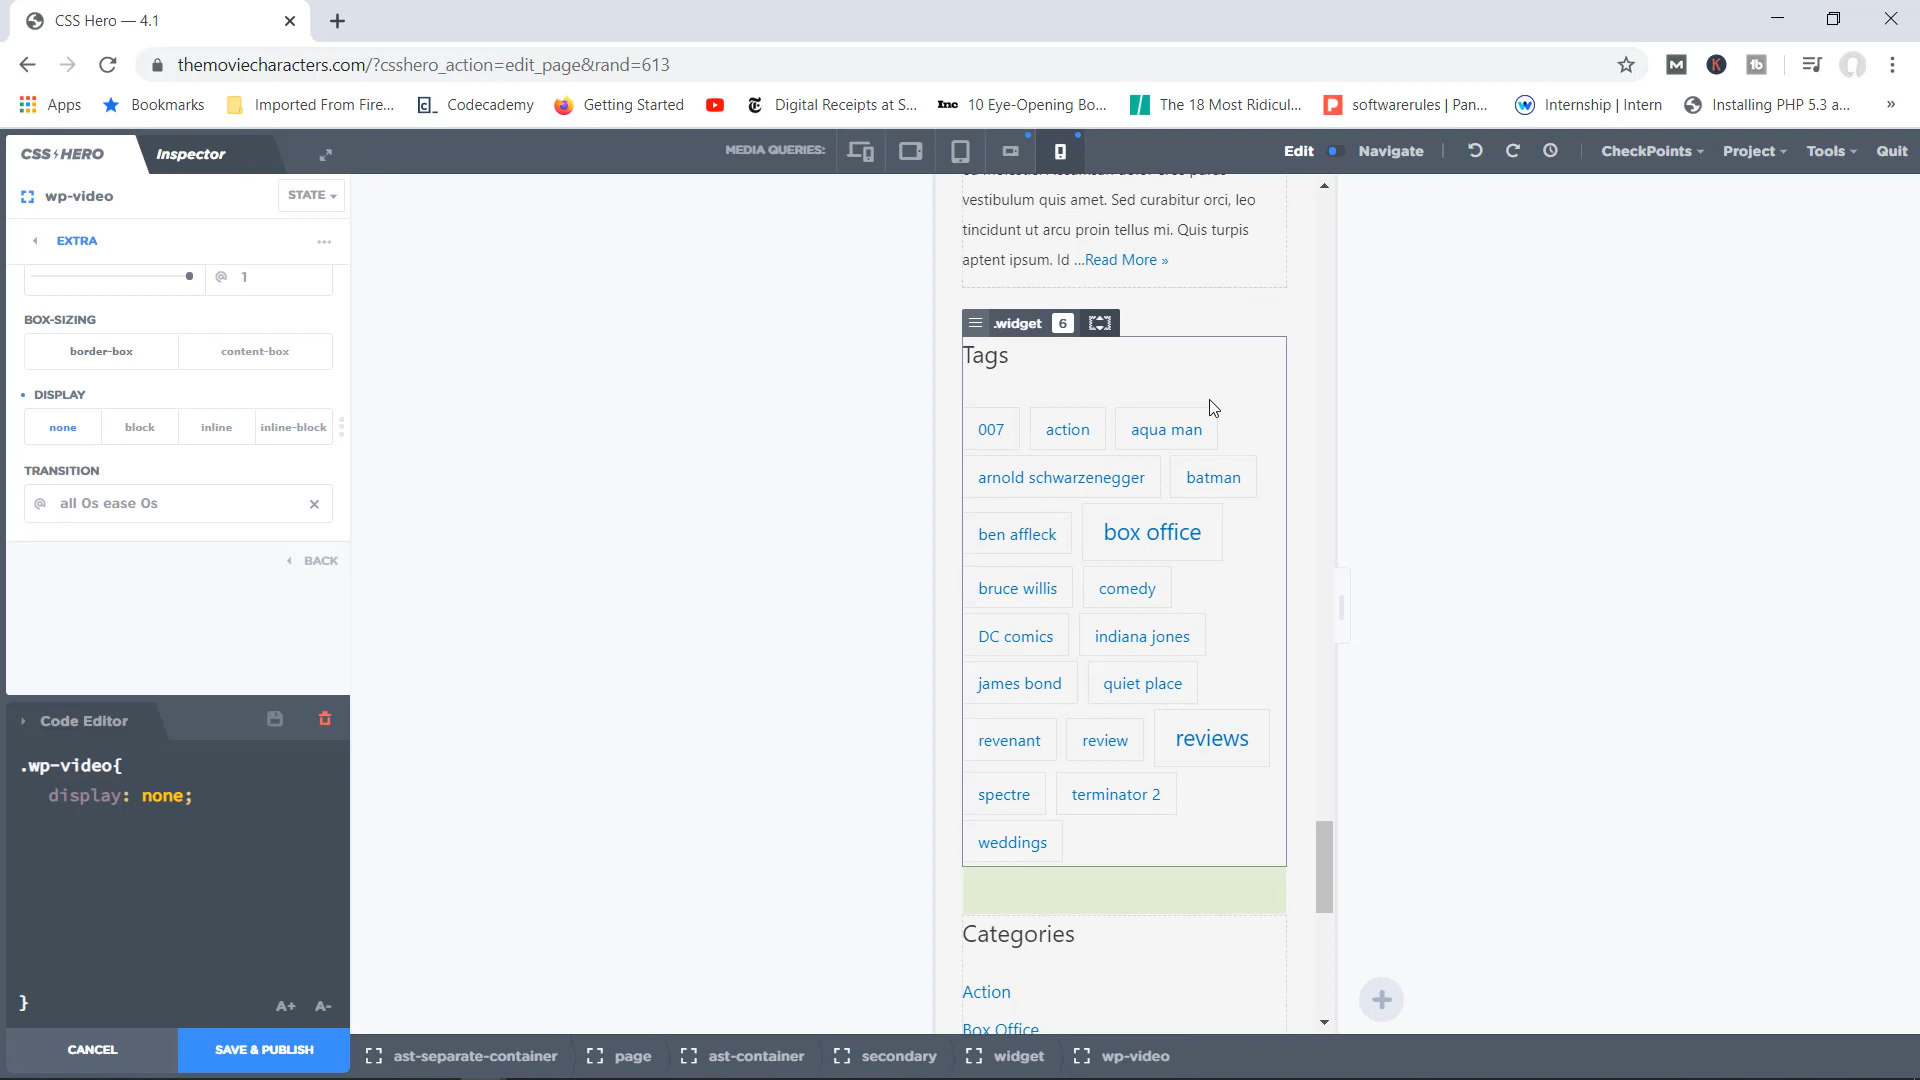 CSS Hero — 4.1
themoviecharacters.com/?csshero_action=edit_page&rand=613
Apps
Bookmarks
Imported From Fire...
Codecademy
Getting Started
Digital Receipts at S...
Inc 10 Eye-Opening Bo...
The 18 Most Ridicul...
softwarerules | Pan...
Internship | Intern
Installing PHP 5.3 a...
»
CSS HERO
Inspector
MEDIA QUERIES:
Edit
Navigate
CheckPoints
Project
Tools
Quit
wp-video
STATE
EXTRA
1
BOX-SIZING
border-box
content-box
DISPLAY
none
block
inline
inline-block
TRANSITION
@ all 0s ease 0s
BACK
Code Editor
.wp-video{
display: none;
}
A+ A-
CANCEL
SAVE & PUBLISH
vestibulum quis amet. Sed curabitur orci, leo
tincidunt ut arcu proin tellus mi. Quis turpis
aptent ipsum. Id ...Read More »
.widget 6
Tags
007
action
aqua man
arnold schwarzenegger
batman
ben affleck
box office
bruce willis
comedy
DC comics
indiana jones
james bond
quiet place
revenant
review
reviews
spectre
terminator 2
weddings
Categories
Action
Box Office
ast-separate-container
page
ast-container
secondary
widget
wp-video